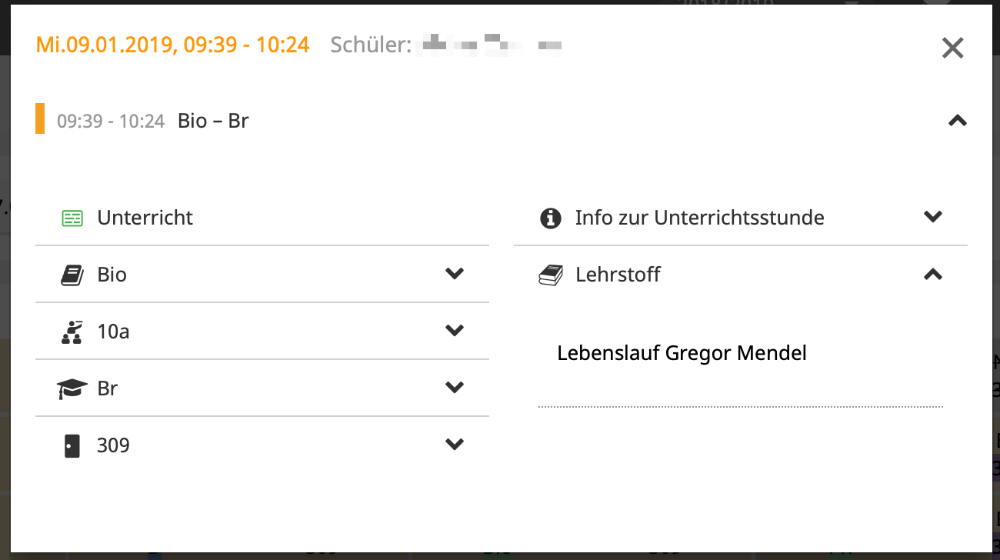 Mi.09.01.2019, 09:39 - 10:24 Schüler:
09:39 - 10:24 Bio – Br
Unterricht
Bio
10a
Br
309
Info zur Unterrichtsstunde
Lehrstoff
Lebenslauf Gregor Mendel